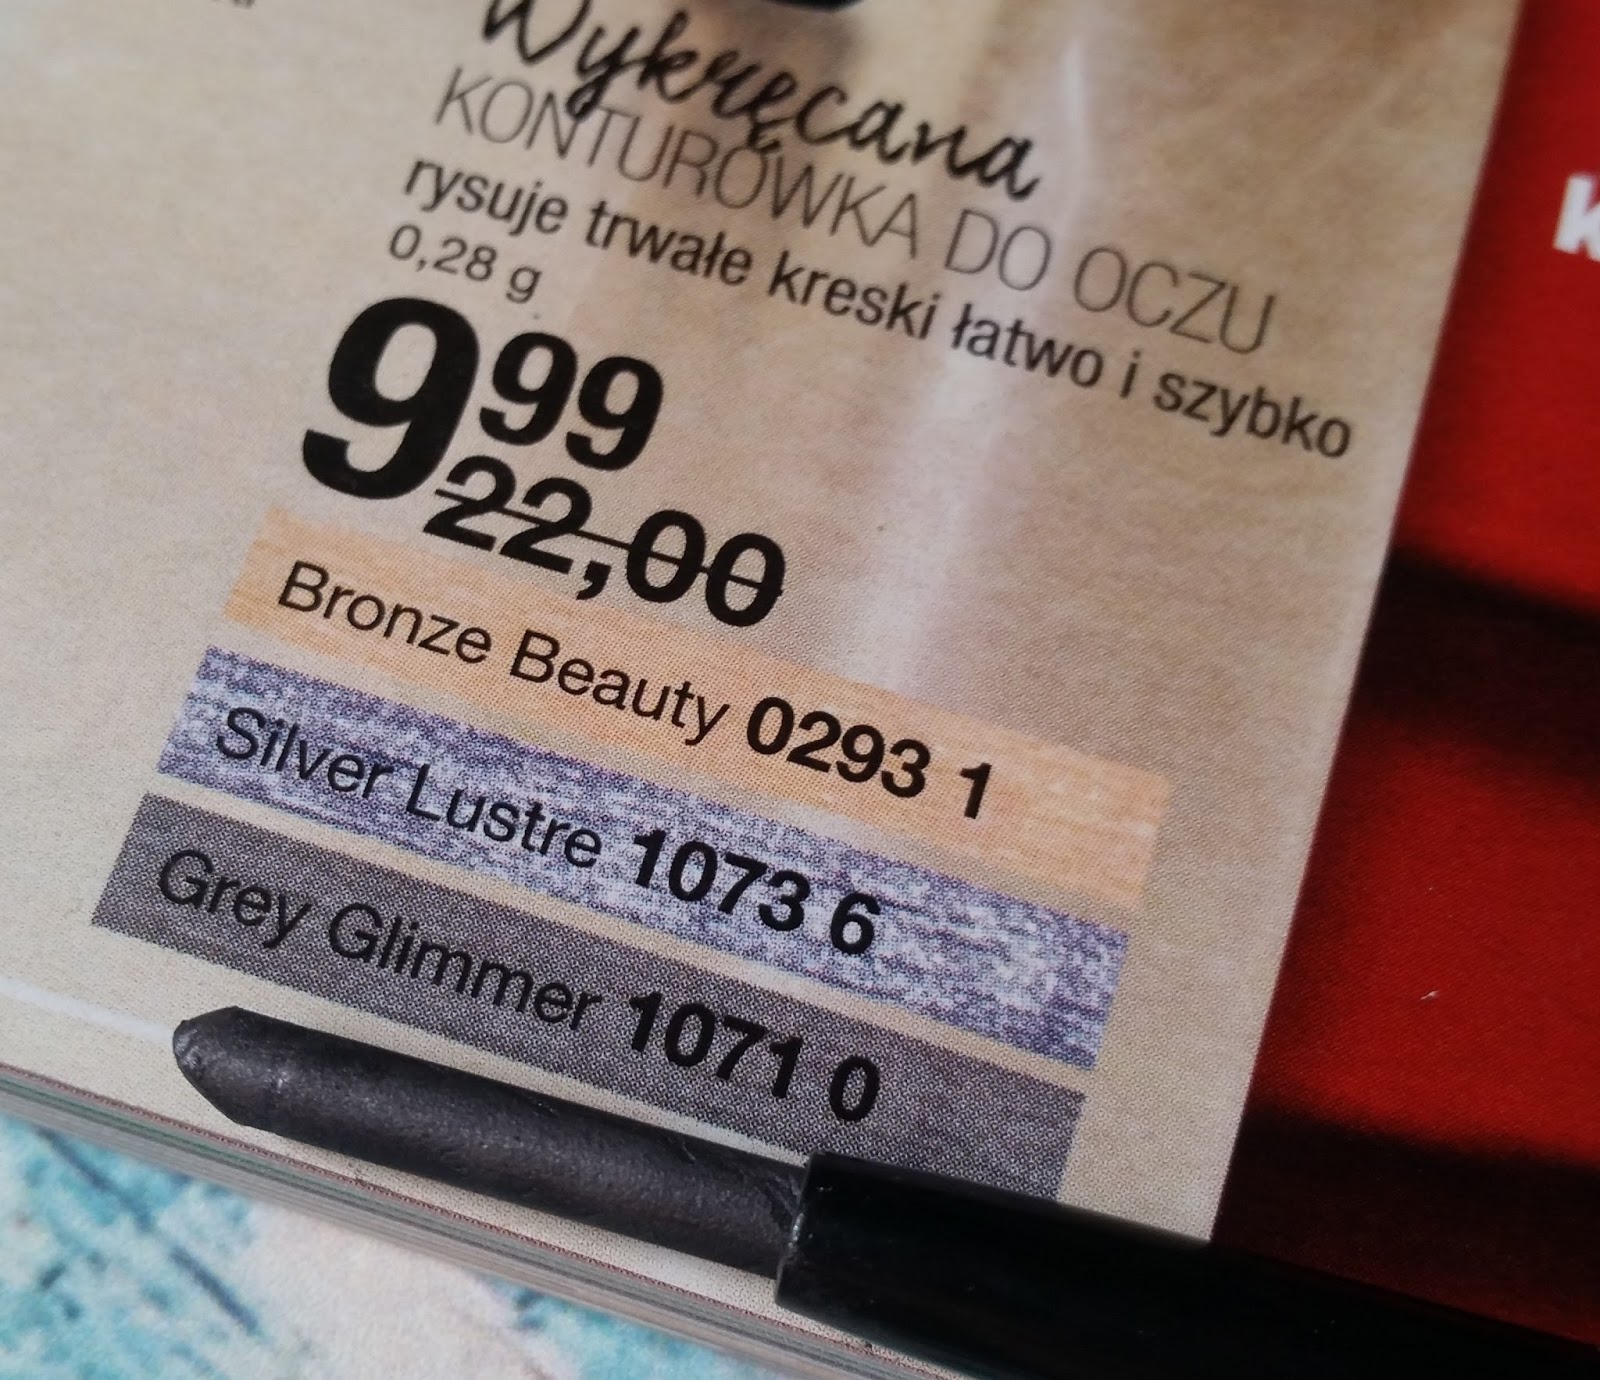 Wykręcana
KONTURÓWKA DO OCZU
rysuje trwałe kreski łatwo i szybko
0,28 g
9 99
22,00
Bronze Beauty 0293 1
Silver Lustre 1073 6
Grey Glimmer 1071 0